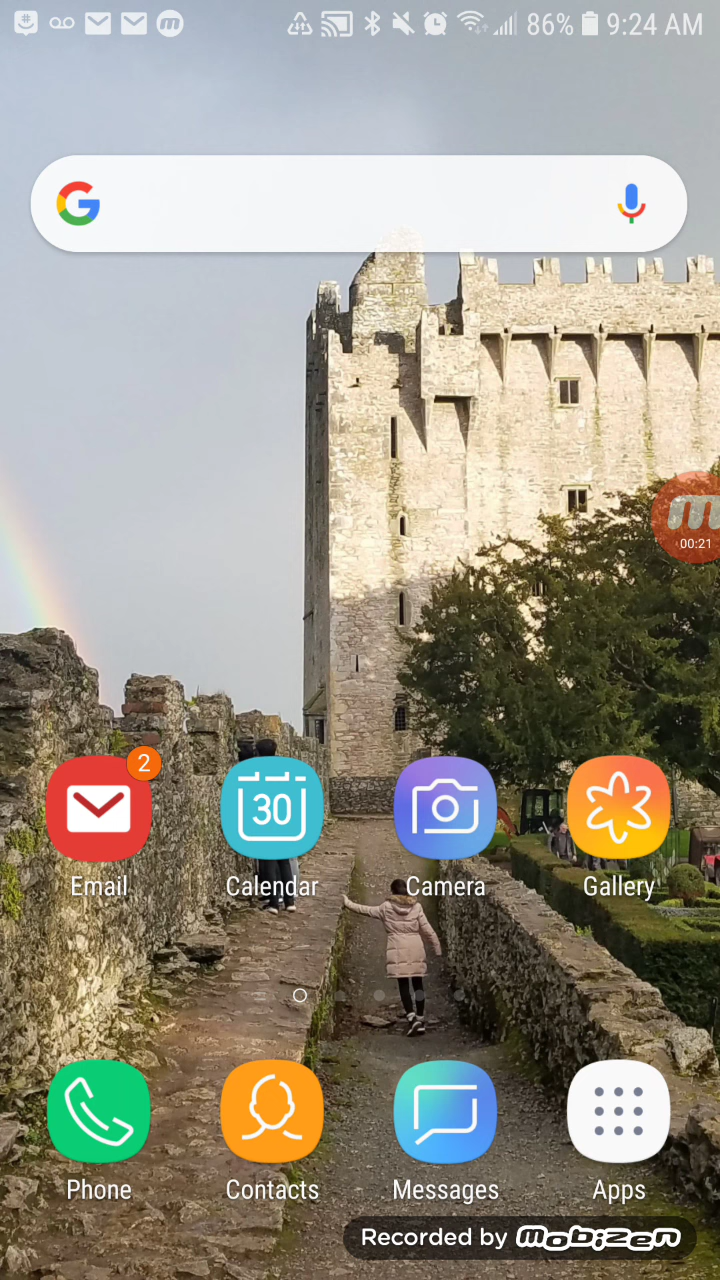 86% 9:24 AM
00:21
2
30
Email Calendar Camera Gallery
Phone Contacts Messages Apps
Recorded by mobizen